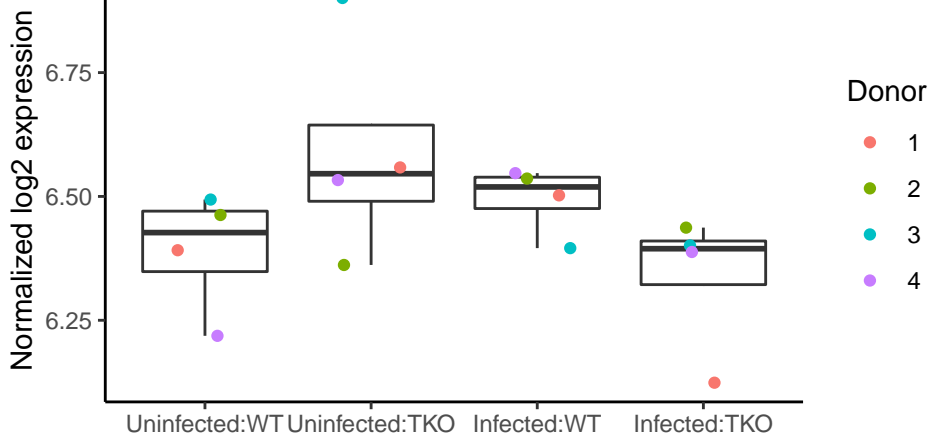 Normalized log2 expression
6.75
6.50
6.25
Uninfected:WT Uninfected:TKO Infected:WT Infected:TKO
Donor
1
2
3
4